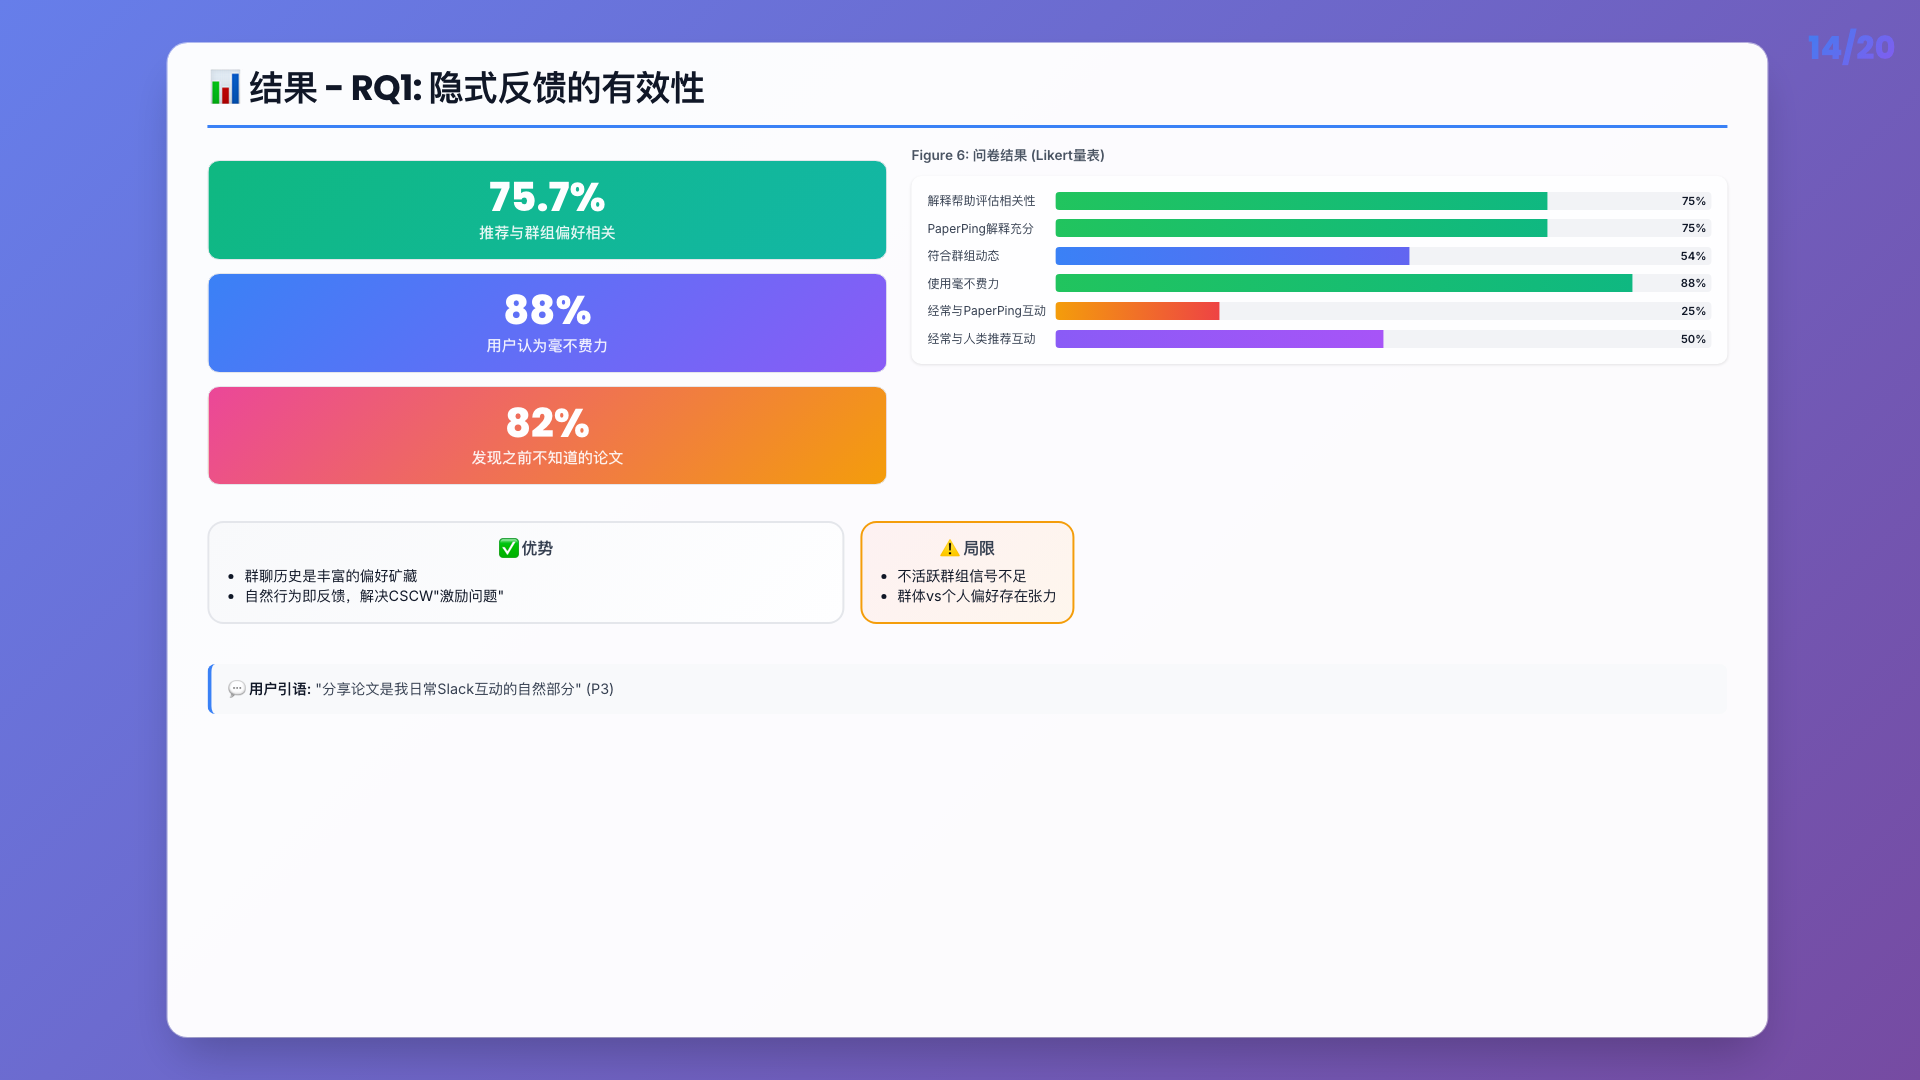 14/20
📊 结果 – RQ1: 隐式反馈的有效性
75.7%
推荐与群组偏好相关
88%
用户认为毫不费力
82%
发现之前不知道的论文
Figure 6: 问卷结果 (Likert量表)
解释帮助评估相关性 75%
PaperPing解释充分 75%
符合群组动态 54%
使用毫不费力 88%
经常与PaperPing互动 25%
经常与人类推荐互动 50%
✅ 优势
• 群聊历史是丰富的偏好矿藏
• 自然行为即反馈，解决CSCW"激励问题"
⚠️ 局限
• 不活跃群组信号不足
• 群体vs个人偏好存在张力
💬 用户引语: "分享论文是我日常Slack互动的自然部分" (P3)